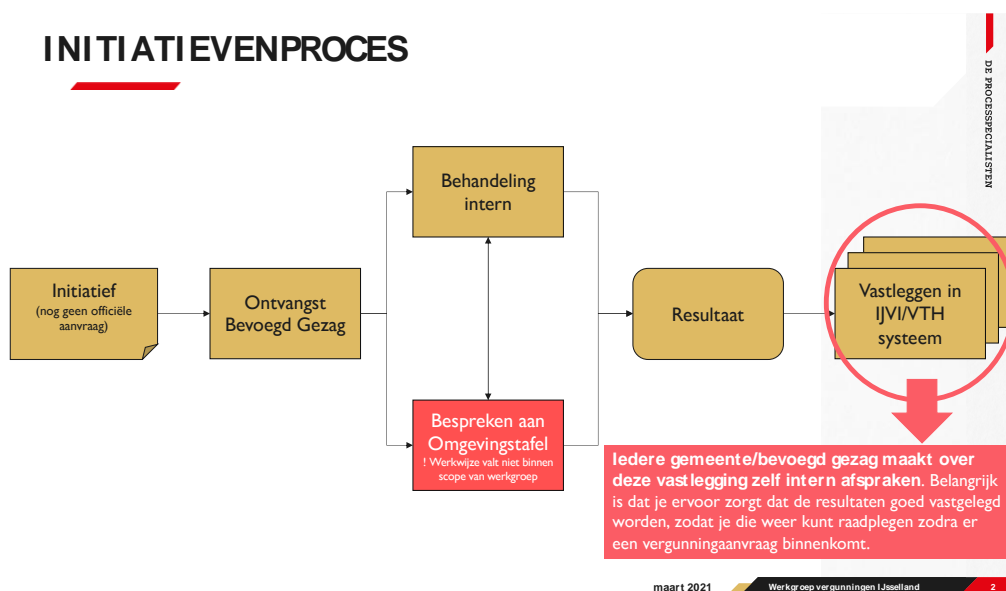 INITIATIEVENPROCES
DE PROCESSPECIALISTEN
Initiatief
(nog geen officiële
aanvraag)
Ontvangst
Bevoegd Gezag
Behandeling
intern
Bespreken aan
Omgevingstafel
! Werkwijze valt niet binnen
scope van werkgroep
Resultaat
Vastleggen in
IJVI/VTH
systeem
Iedere gemeente/bevoegd gezag maakt over
deze vastlegging zelf intern afspraken. Belangrijk
is dat je ervoor zorgt dat de resultaten goed vastgelegd
worden, zodat je die weer kunt raadplegen zodra er
een vergunningaanvraag binnenkomt.
maart 2021
Werkgroep vergunningen IJsselland
2